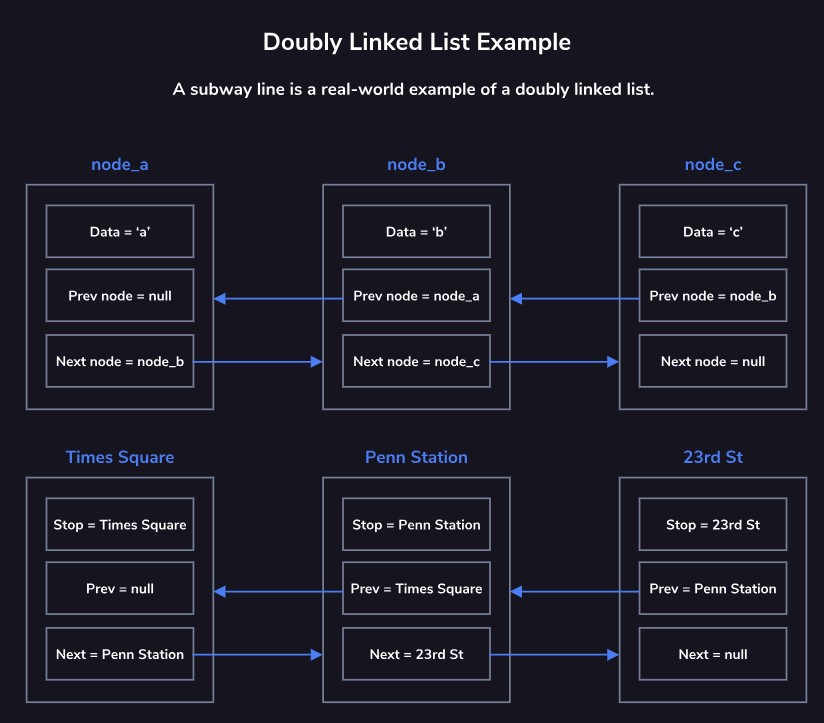 Doubly Linked List Example
A subway line is a real-world example of a doubly linked list.
node_a
node_b
node_c
Data = ‘a’
Data = ‘b’
Data = ‘c’
Prev node = null
Prev node = node_a
Prev node = node_b
Next node = node_b
Next node = node_c
Next node = null
Times Square
Penn Station
23rd St
Stop = Times Square
Stop = Penn Station
Stop = 23rd St
Prev = null
Prev = Times Square
Prev = Penn Station
Next = Penn Station
Next = 23rd St
Next = null